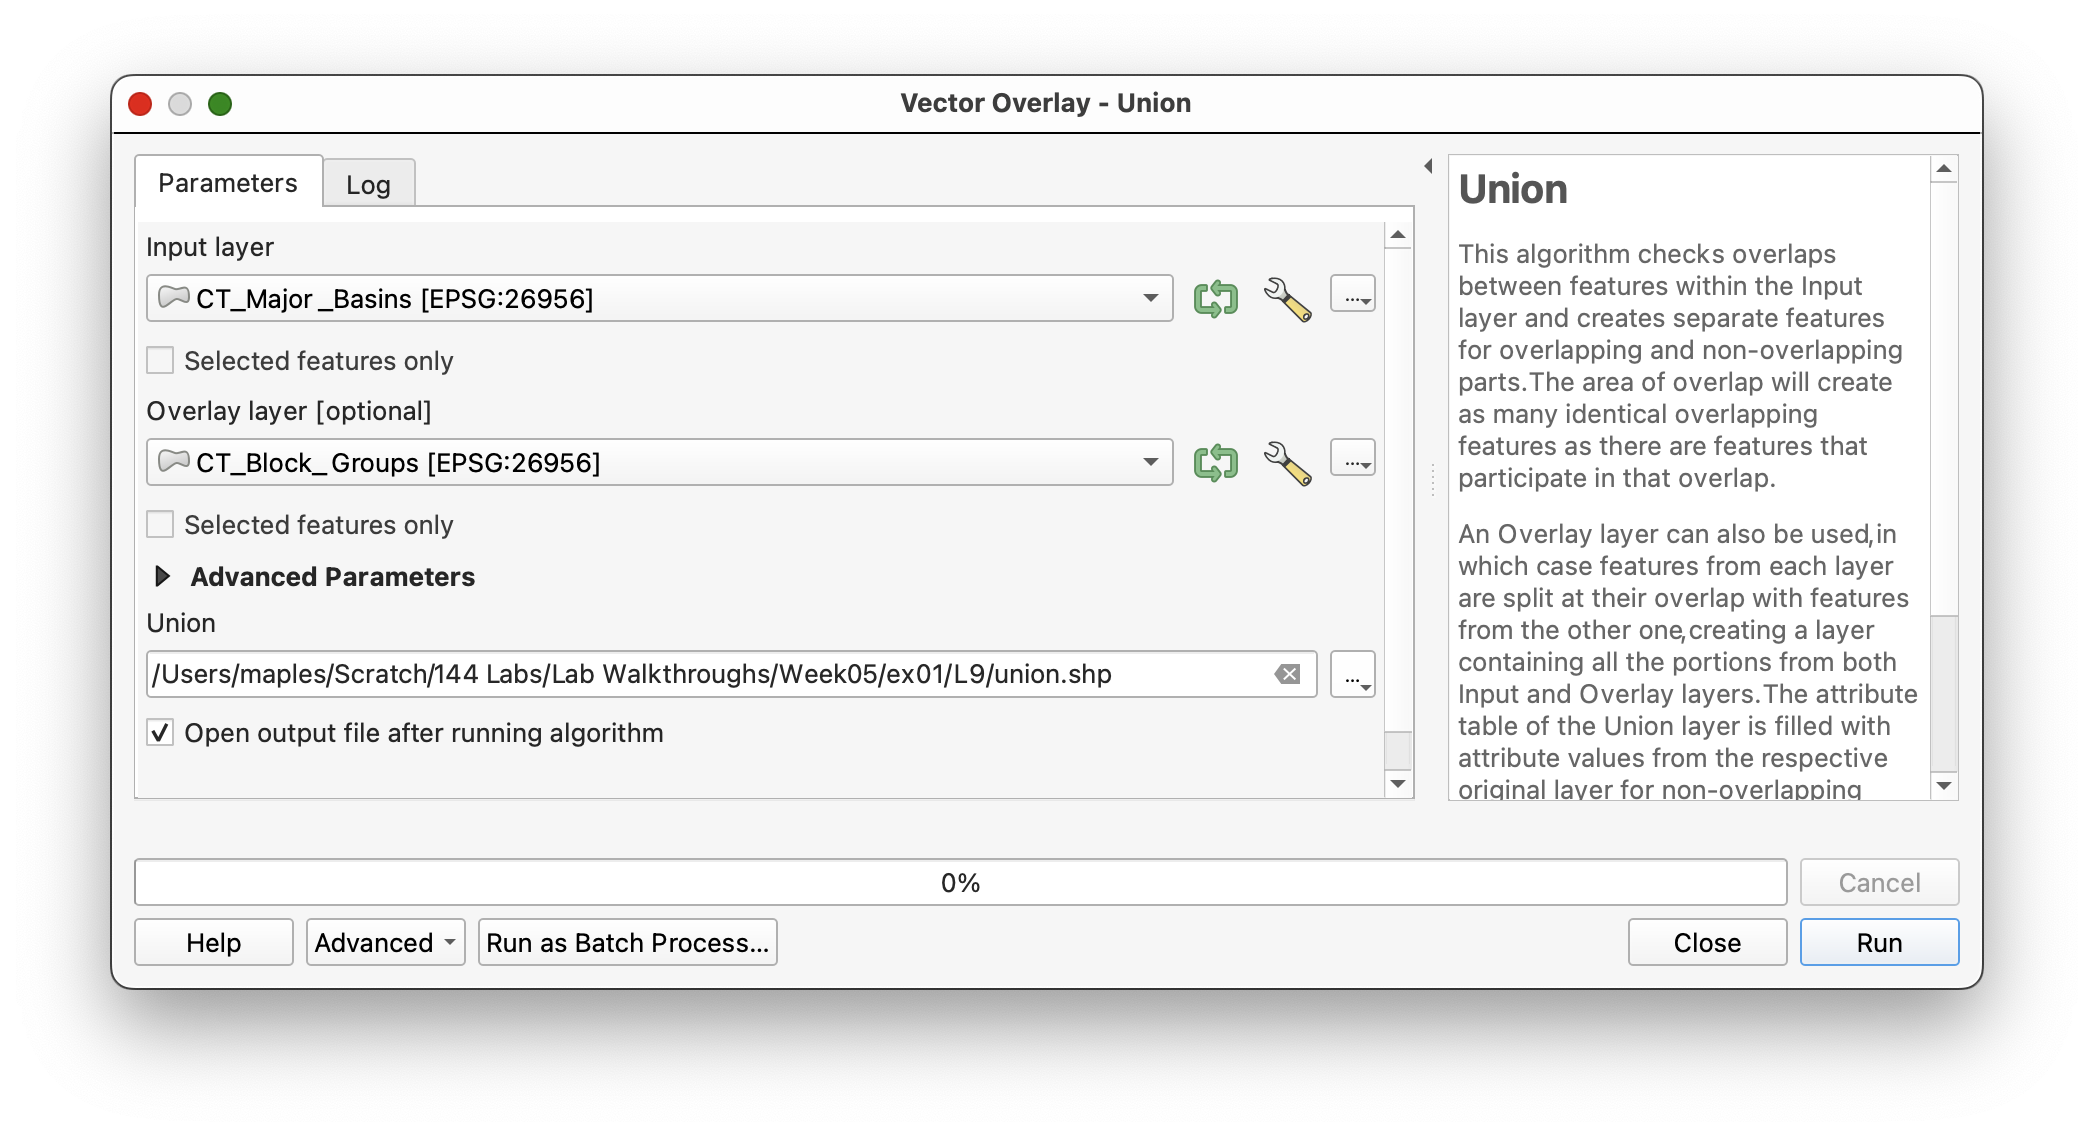 Vector Overlay - Union
Parameters
Log
Input layer
CT_Major _Basins [EPSG:26956]
...
Selected features only
Overlay layer [optional]
CT_Block_ Groups [EPSG:26956]
...
Selected features only
Advanced Parameters
Union
/Users/maples/Scratch/144 Labs/Lab Walkthroughs/Week05/ex01/L9/union.shp
...
Open output file after running algorithm
Union
This algorithm checks overlaps
between features within the Input
layer and creates separate features
for overlapping and non-overlapping
parts.The area of overlap will create
as many identical overlapping
features as there are features that
participate in that overlap.
An Overlay layer can also be used,in
which case features from each layer
are split at their overlap with features
from the other one,creating a layer
containing all the portions from both
Input and Overlay layers.The attribute
table of the Union layer is filled with
attribute values from the respective
original layer for non-overlapping
0%
Cancel
Help
Advanced
Run as Batch Process...
Close
Run